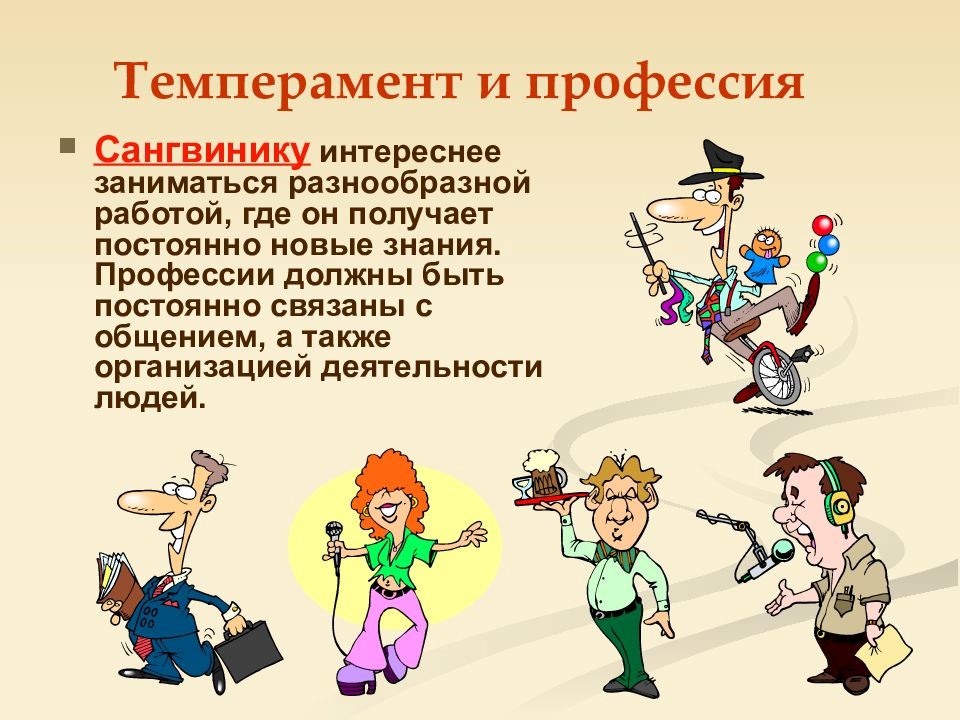 Темперамент и профессия
Сангвинику интереснее
заниматься разнообразной
работой, где он получает
постоянно новые знания.
Профессии должны быть
постоянно связаны с
общением, а также
организацией деятельности
людей.